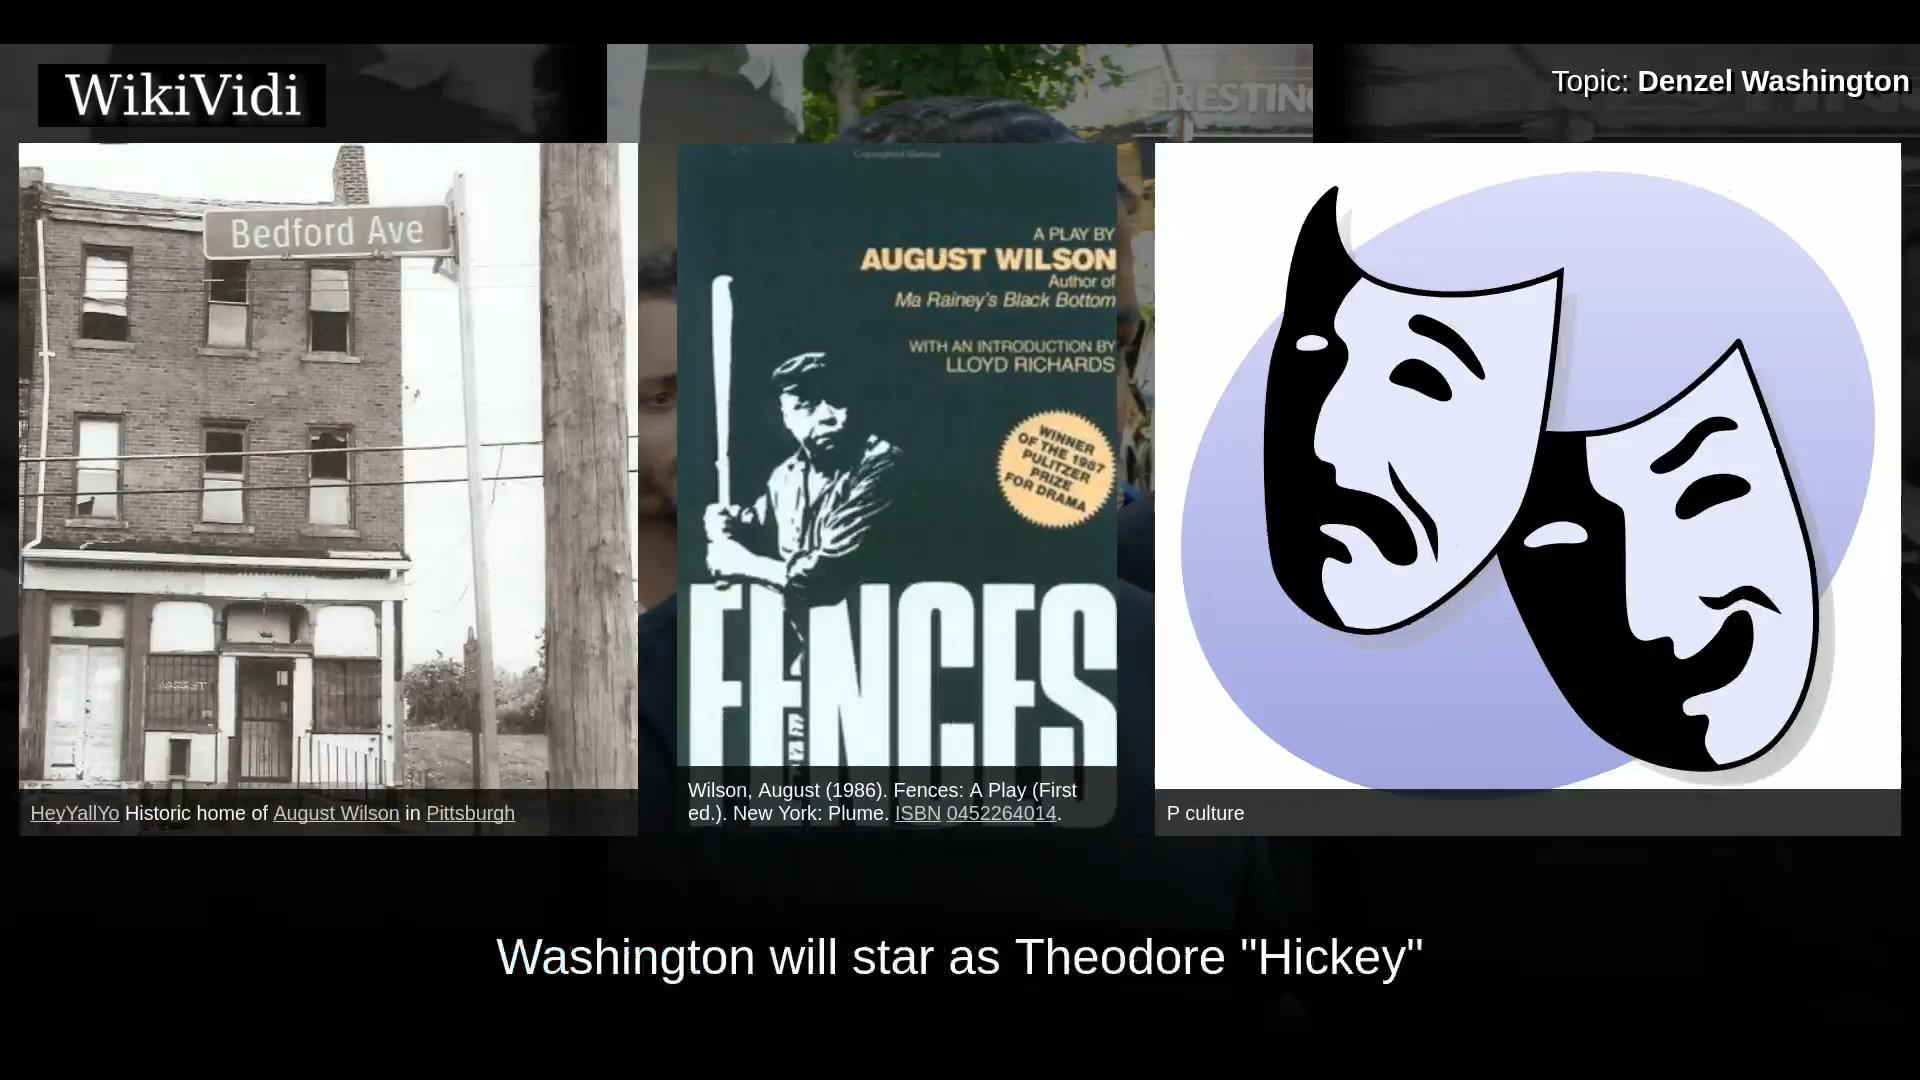 WikiVidi
Topic: Denzel Washington
Bedford Ave
A PLAY BY
AUGUST WILSON
Author of
Ma Rainey's Black Bottom
WITH AN INTRODUCTION BY
LLOYD RICHARDS
WINNER
OF THE 1987
PULITZER
PRIZE
FOR DRAMA
FENCES
HeyYallYo Historic home of August Wilson in Pittsburgh
Wilson, August (1986). Fences: A Play (First
ed.). New York: Plume. ISBN 0452264014.
P culture
Washington will star as Theodore "Hickey"